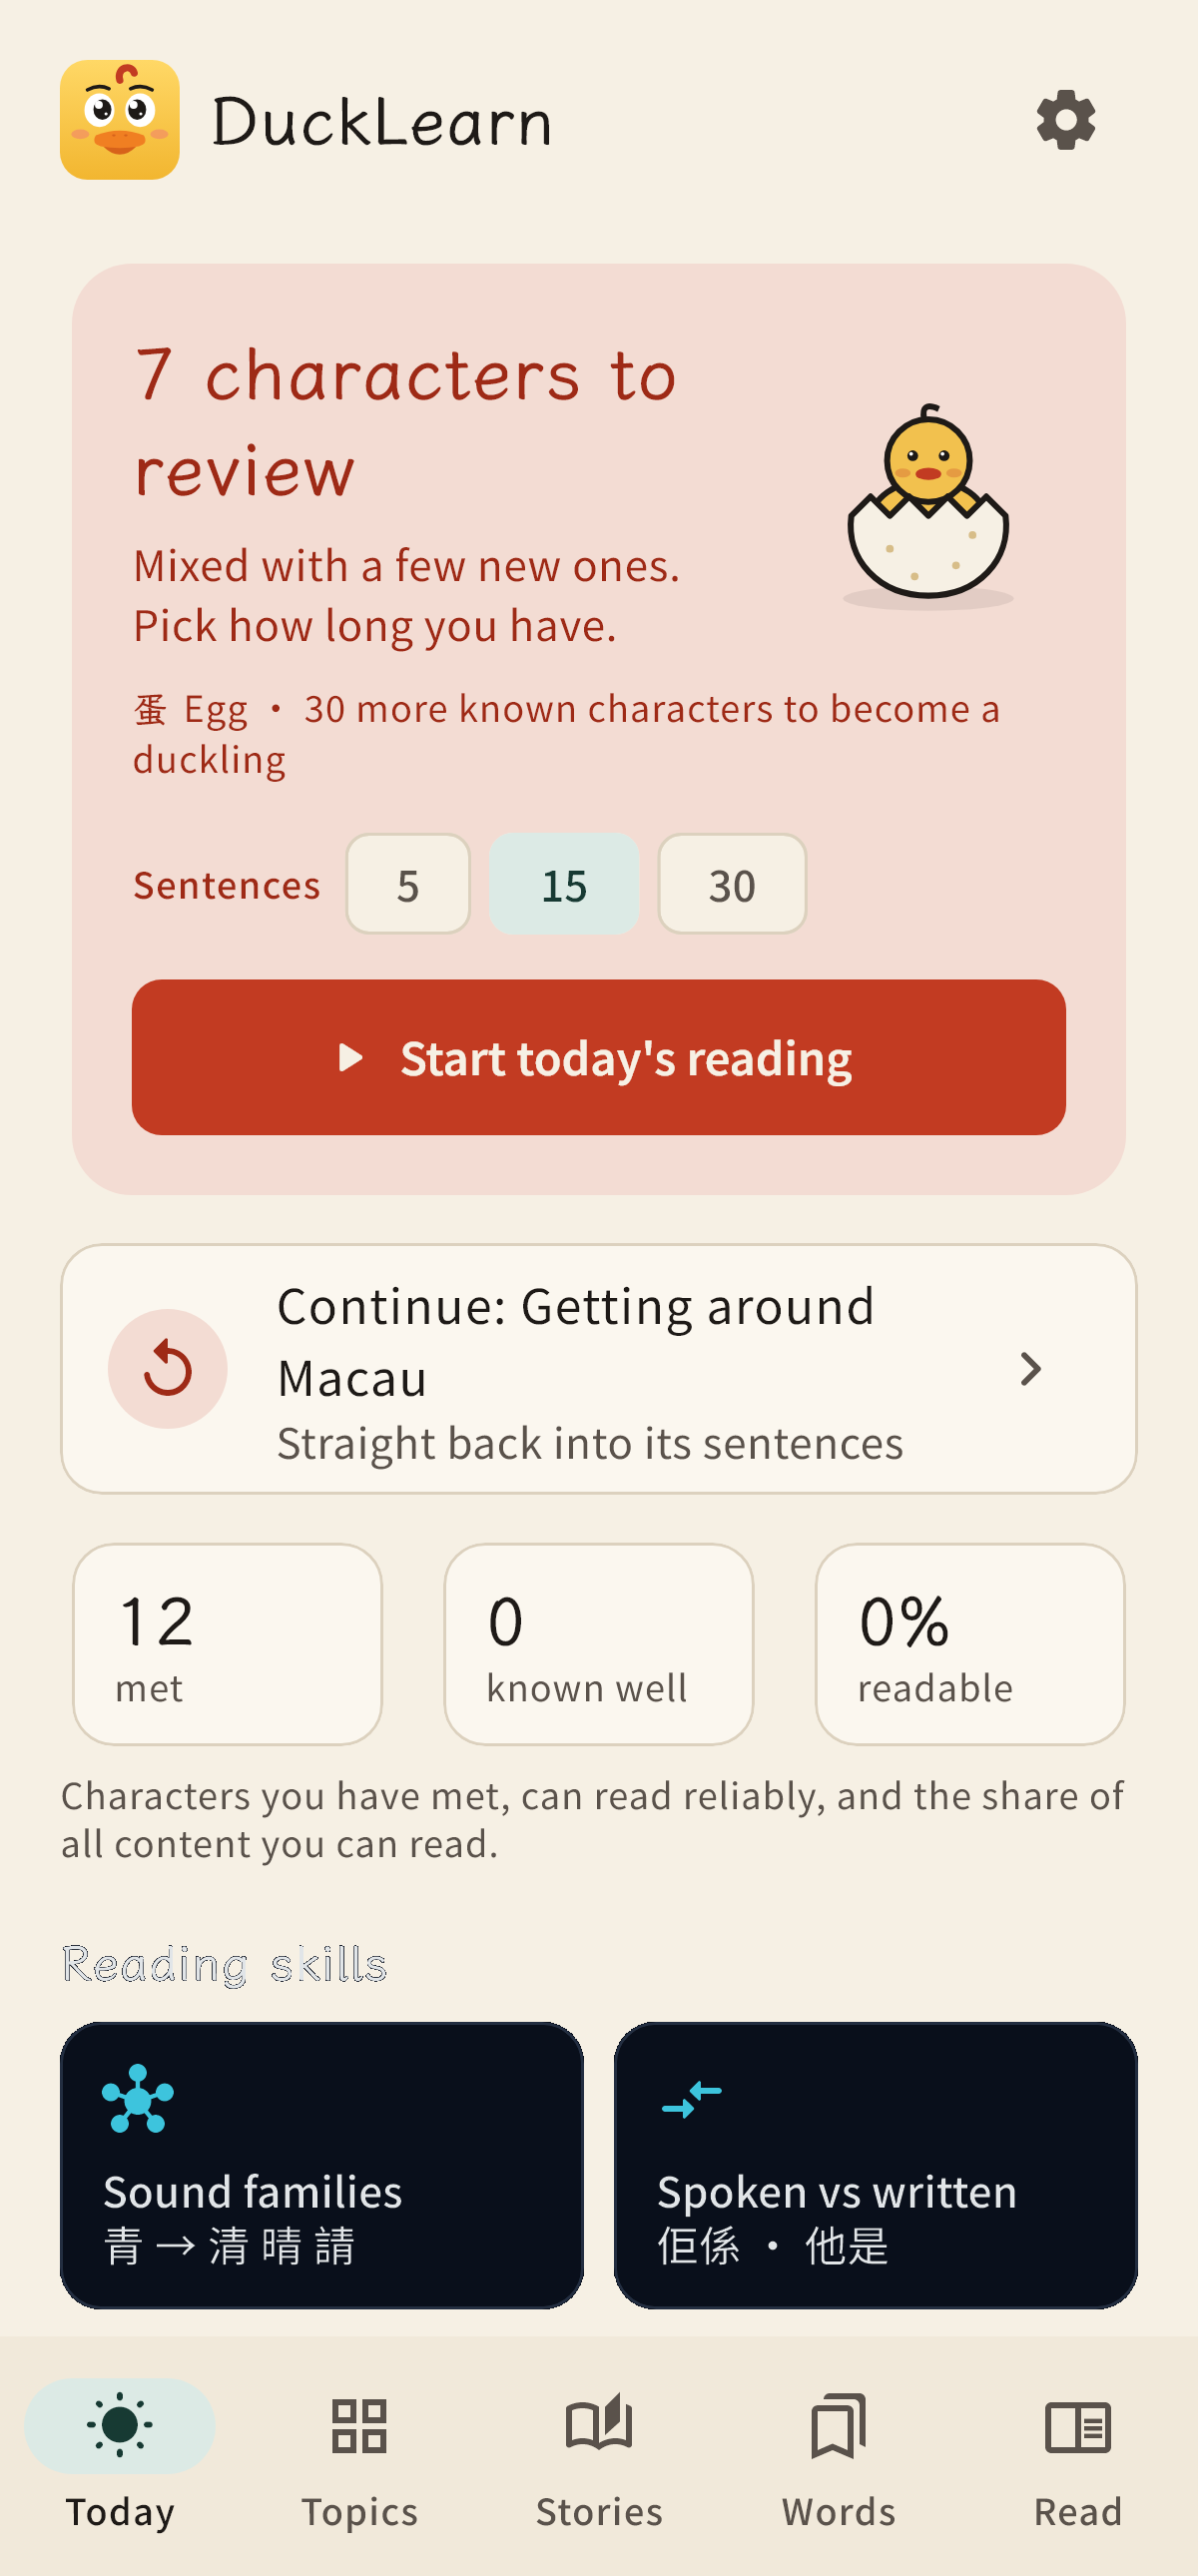 DuckLearn
7 characters to
review
Mixed with a few new ones.
Pick how long you have.
蛋 Egg · 30 more known characters to become a
duckling
Sentences 5 15 30
Start today's reading
Continue: Getting around
Macau
Straight back into its sentences
12 0 0%
met known well readable
Characters you have met, can read reliably, and the share of
all content you can read.
Reading skills
Sound families Spoken vs written
青 → 清 晴 請 佢係 · 他是
Today Topics Stories Words Read